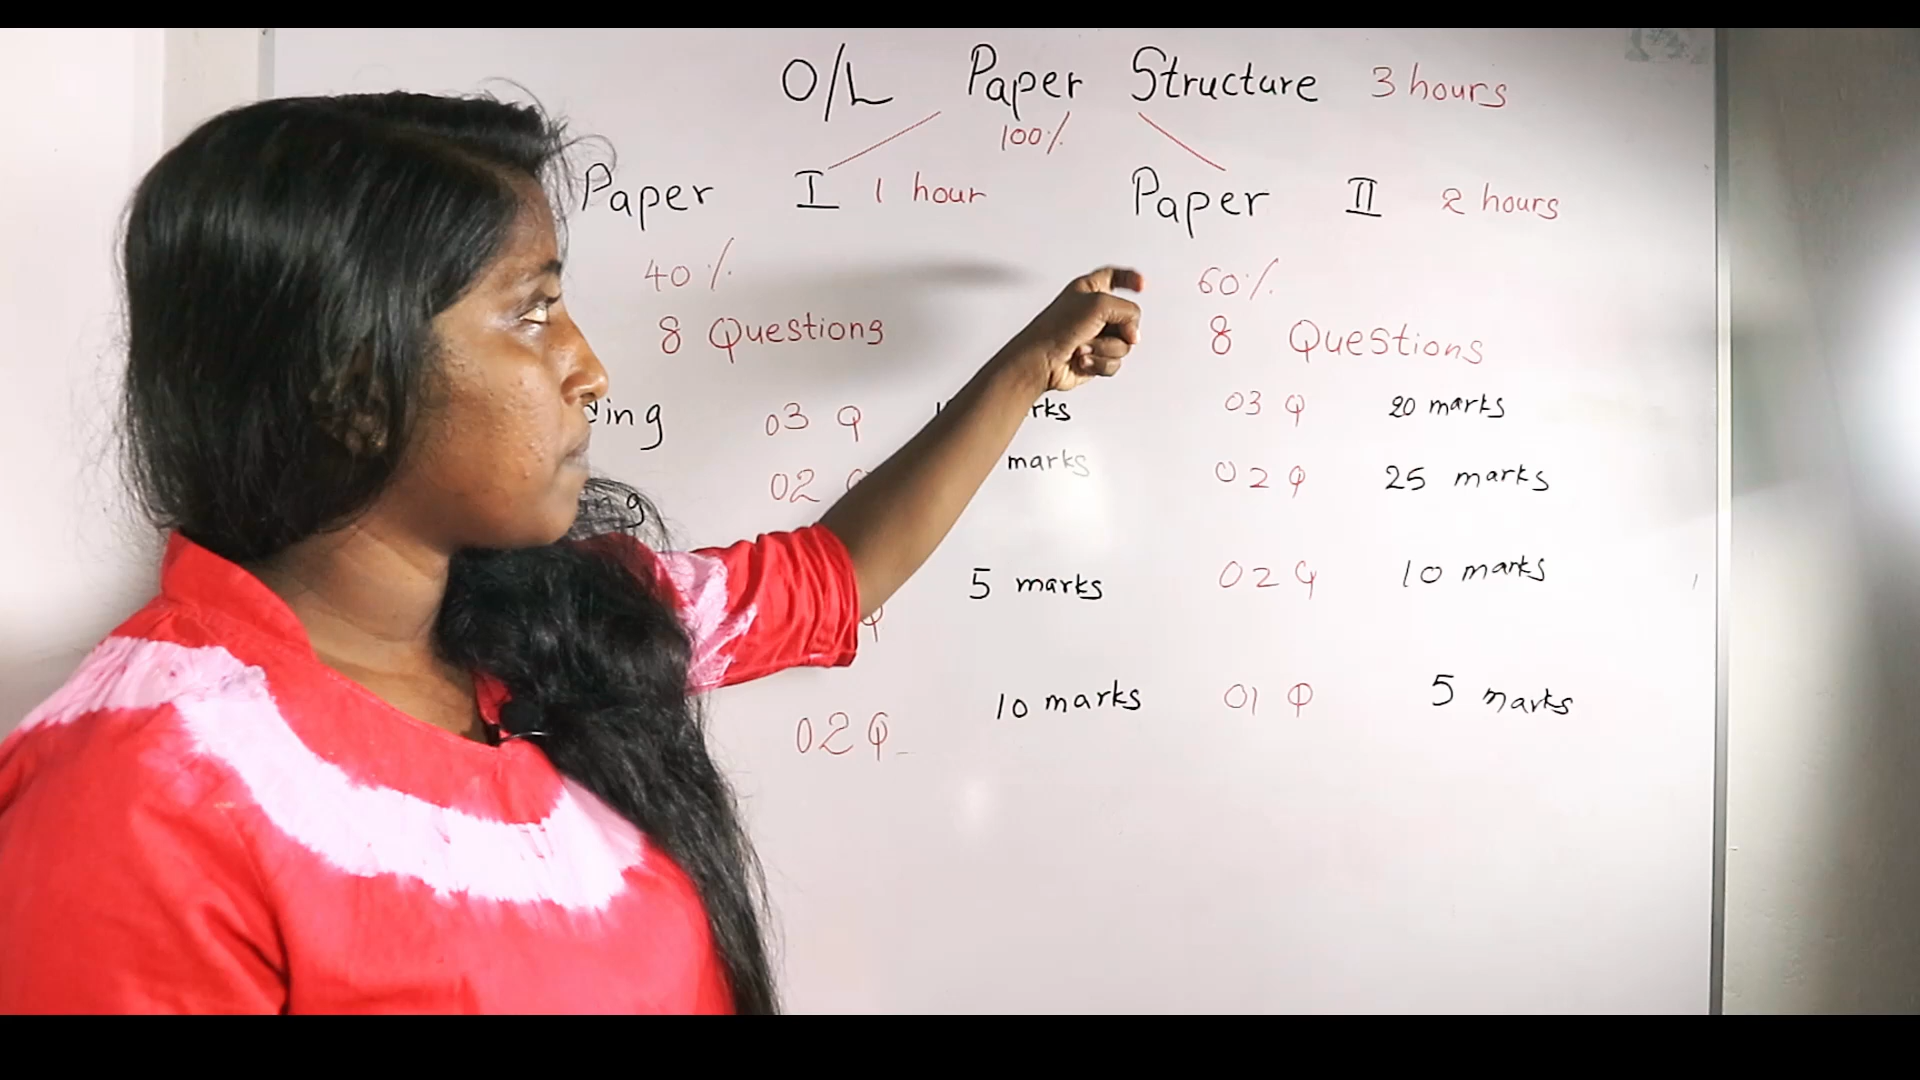 O/L Paper Structure 3 hours
100%
Paper I 1 hour Paper II 2 hours
40% 60%
8 Questions 8 Questions
03 Q 03 Q 20 marks
02 marks 02 Q 25 marks
5 marks 02 Q 10 marks
02 Q 10 marks 01 Q 5 marks